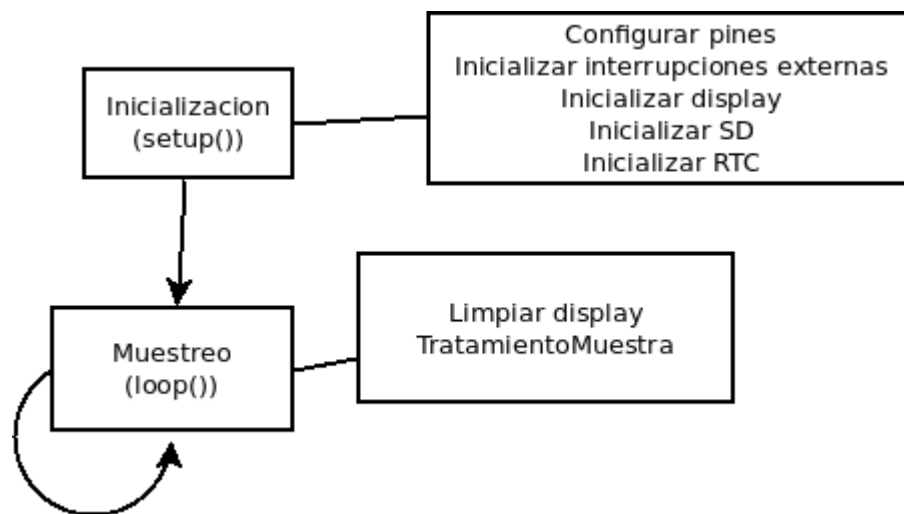 Inicializacion
(setup())
Configurar pines
Inicializar interrupciones externas
Inicializar display
Inicializar SD
Inicializar RTC
Muestreo
(loop())
Limpiar display
TratamientoMuestra